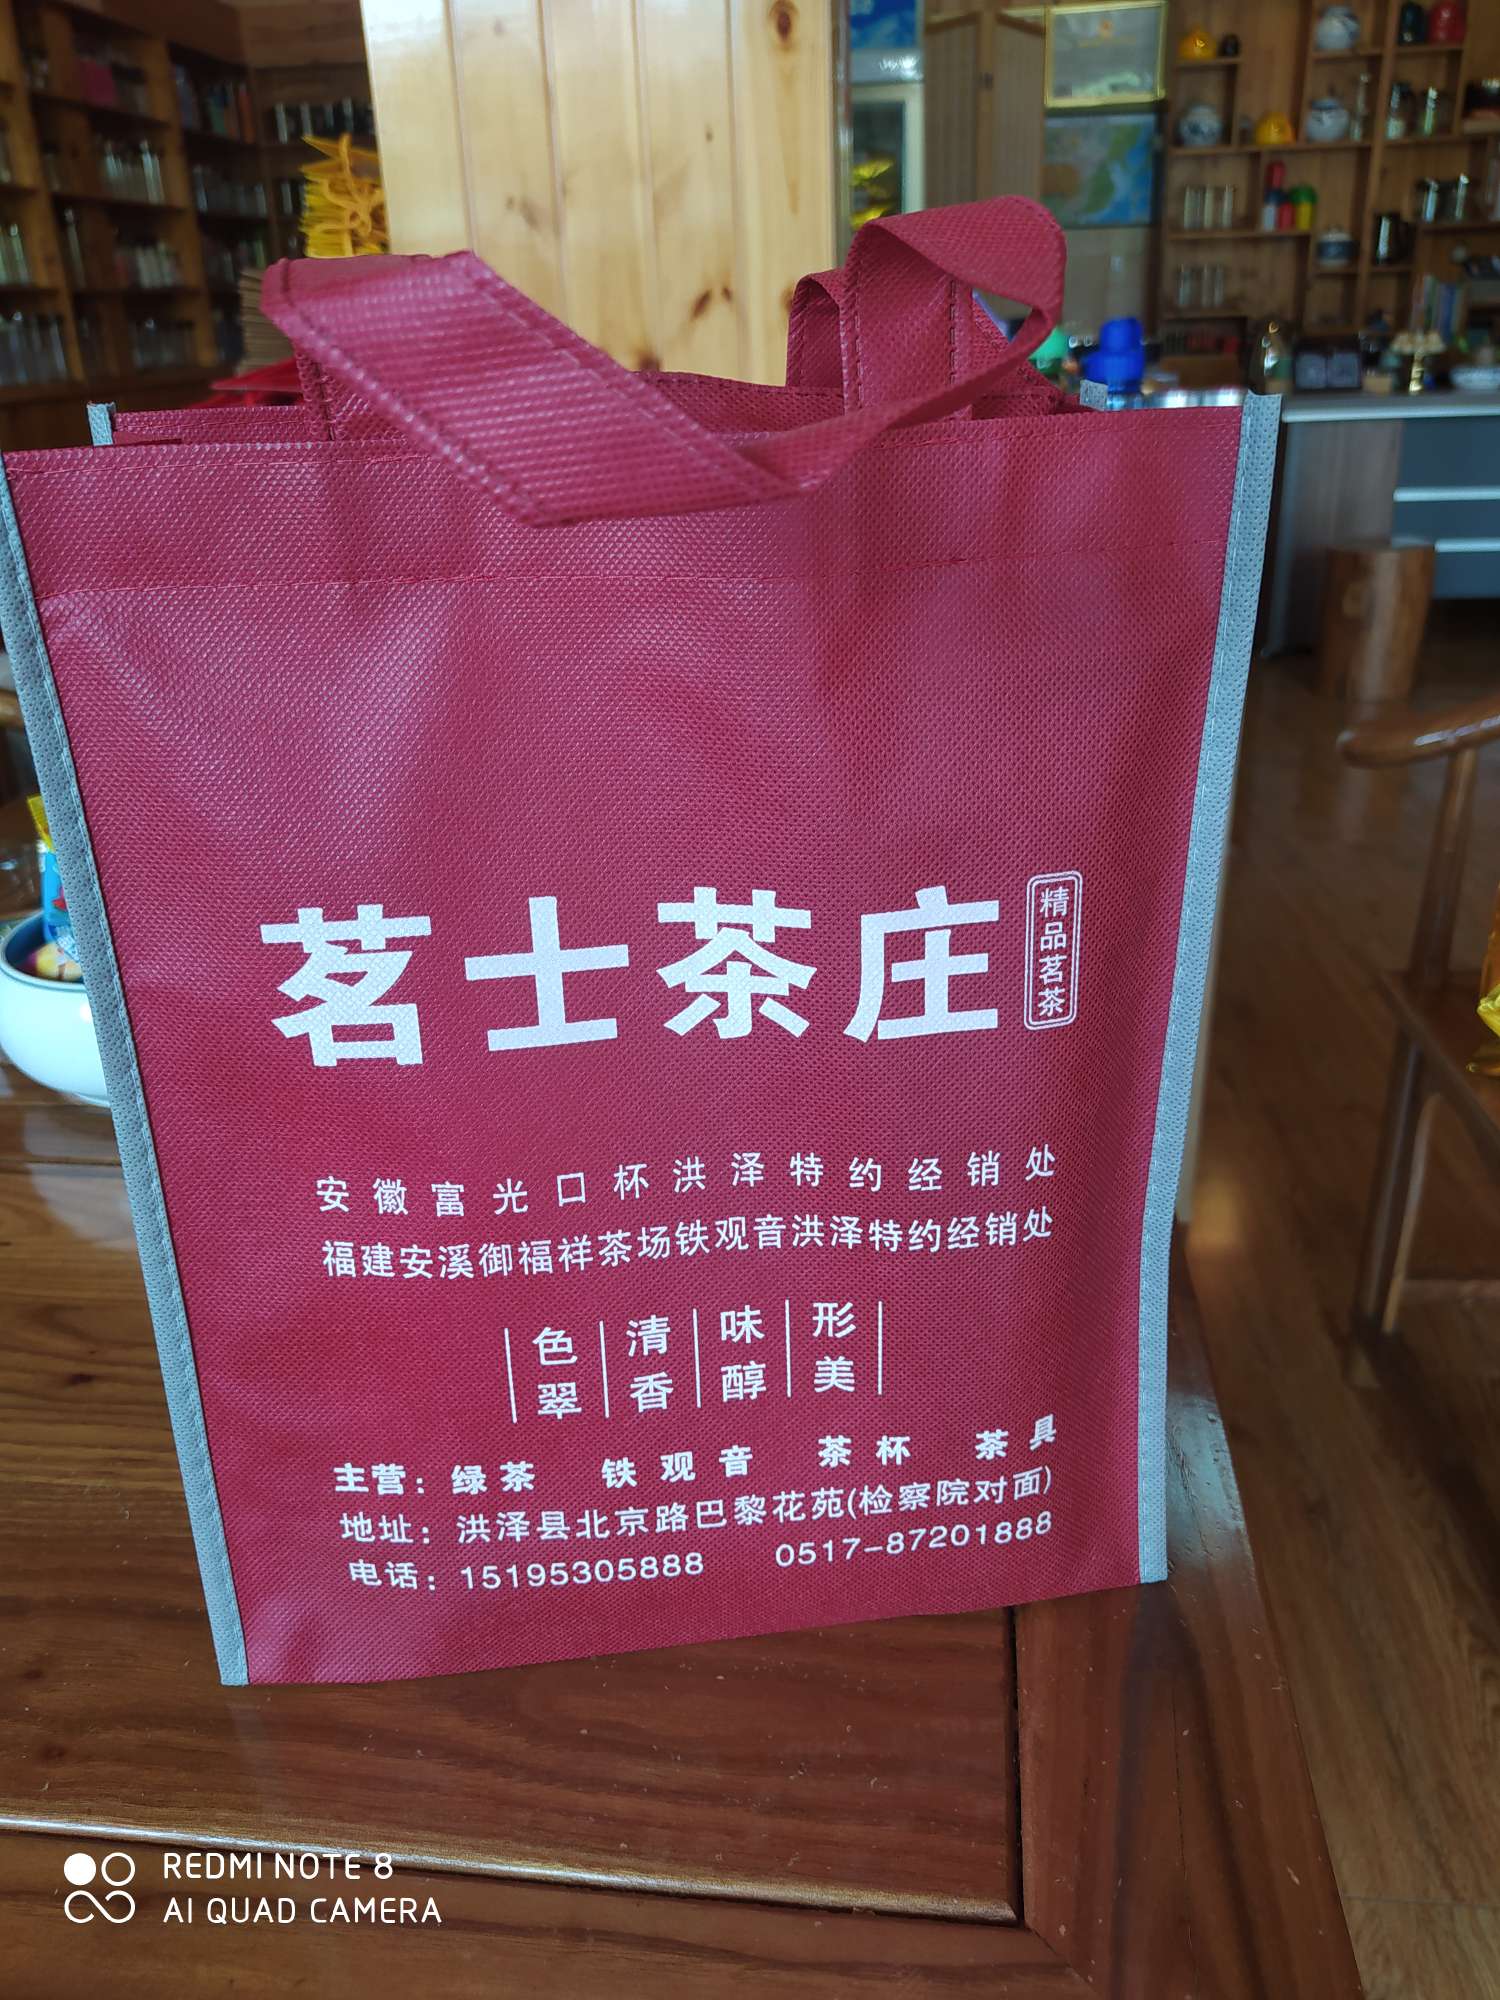 茗士茶庄
精品茗茶
安徽富光口杯洪泽特约经销处
福建安溪御福祥茶场铁观音洪泽特约经销处
色翠 清香 味醇 形美
主营：绿茶 铁观音 茶杯 茶具
地址：洪泽县北京路巴黎花苑(检察院对面)
电话：15195305888 0517-87201888
REDMI NOTE 8
AI QUAD CAMERA